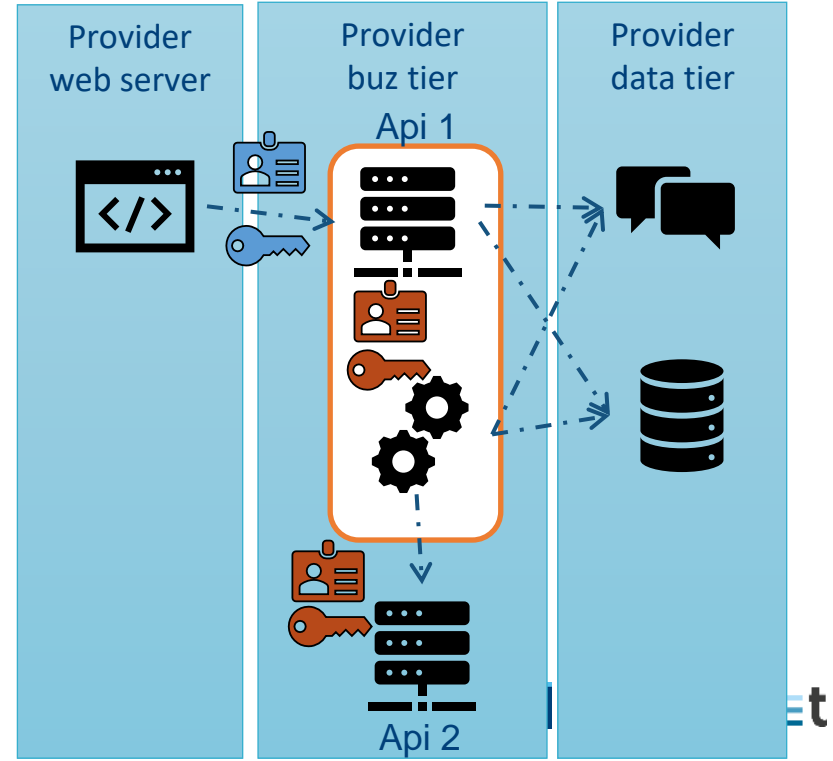 Provider
web server
Provider
buz tier
Provider
data tier
Api 1
</>
Api 2